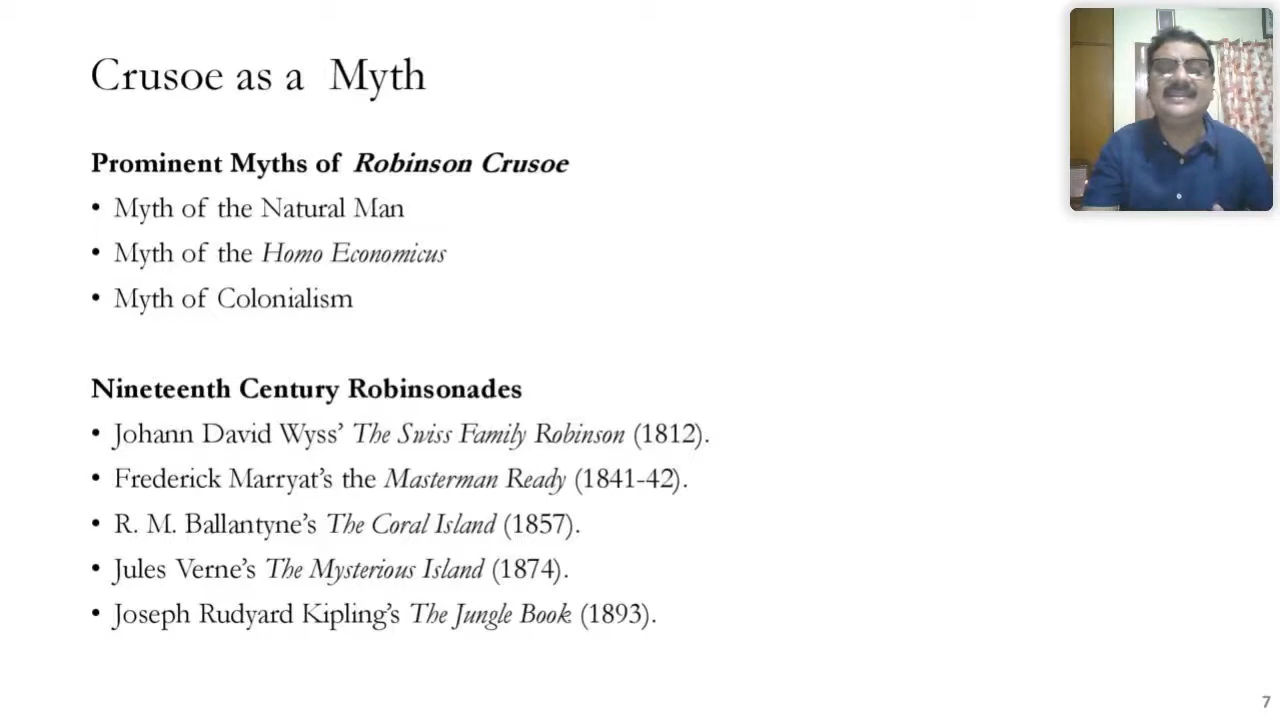 Crusoe as a Myth
Prominent Myths of Robinson Crusoe
• Myth of the Natural Man
• Myth of the Homo Economicus
• Myth of Colonialism
Nineteenth Century Robinsonades
• Johann David Wyss’ The Swiss Family Robinson (1812).
• Frederick Marryat’s the Masterman Ready (1841-42).
• R. M. Ballantyne’s The Coral Island (1857).
• Jules Verne’s The Mysterious Island (1874).
• Joseph Rudyard Kipling’s The Jungle Book (1893).
7